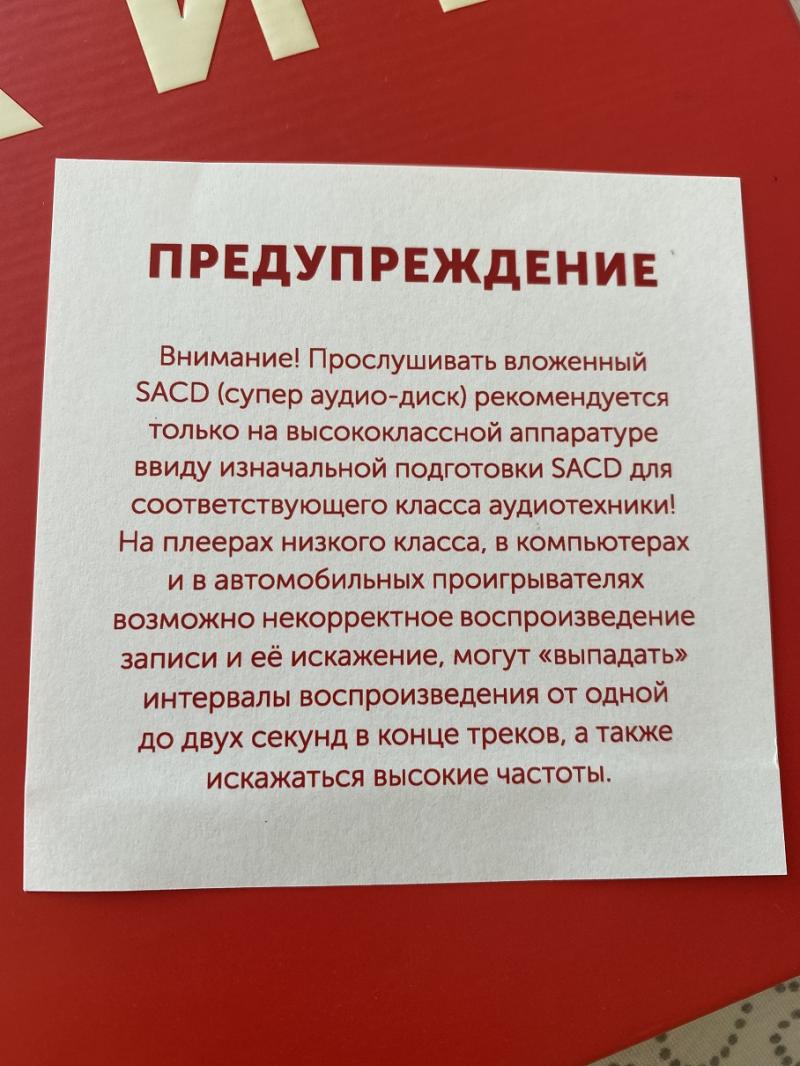 ПРЕДУПРЕЖДЕНИЕ
Внимание! Прослушивать вложенный
SACD (супер аудио-диск) рекомендуется
только на высококлассной аппаратуре
ввиду изначальной подготовки SACD для
соответствующего класса аудиотехники!
На плеерах низкого класса, в компьютерах
и в автомобильных проигрывателях
возможно некорректное воспроизведение
записи и её искажение, могут «выпадать»
интервалы воспроизведения от одной
до двух секунд в конце треков, а также
искажаться высокие частоты.